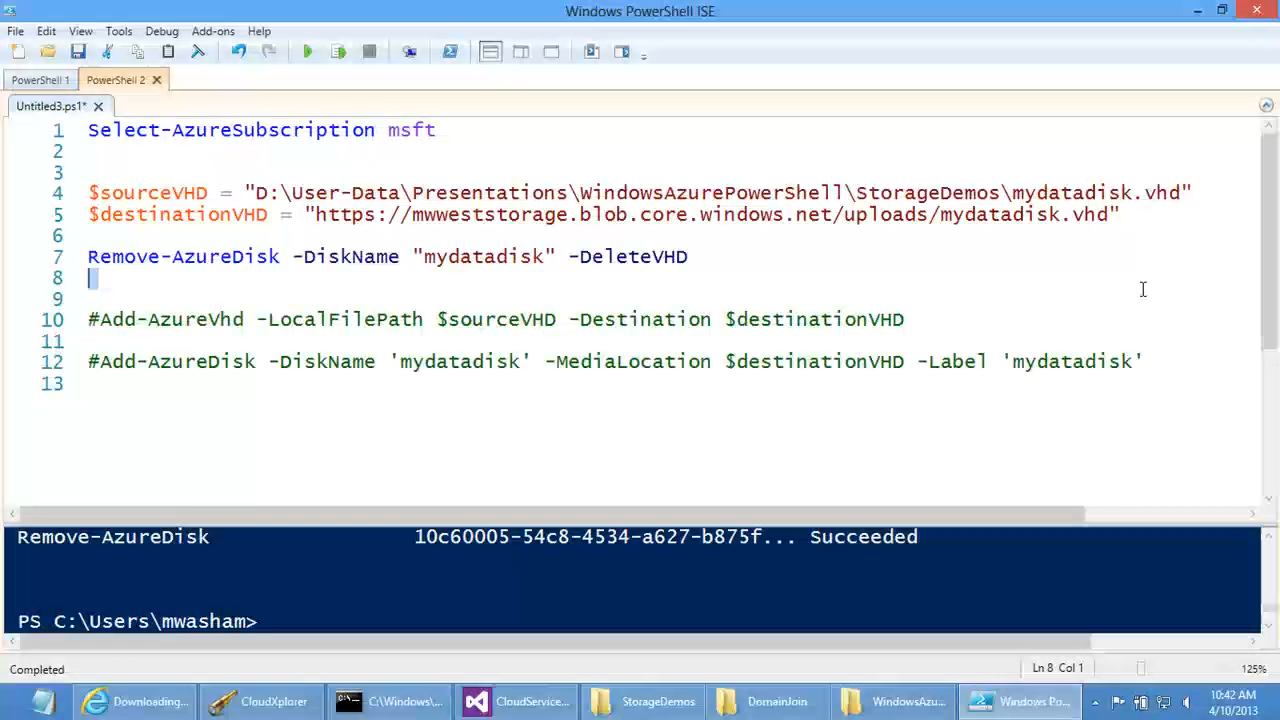 Windows PowerShell ISE
File Edit View Tools Debug Add-ons Help
PowerShell 1 PowerShell 2
Untitled3.ps1*
1 Select-AzureSubscription msft
2
3
4 $sourceVHD = "D:\User-Data\Presentations\WindowsAzurePowerShell\StorageDemos\mydatadisk.vhd"
5 $destinationVHD = "https://mwweststorage.blob.core.windows.net/uploads/mydatadisk.vhd"
6
7 Remove-AzureDisk -DiskName "mydatadisk" -DeleteVHD
8
9
10 #Add-AzureVhd -LocalFilePath $sourceVHD -Destination $destinationVHD
11
12 #Add-AzureDisk -DiskName 'mydatadisk' -MediaLocation $destinationVHD -Label 'mydatadisk'
13
Remove-AzureDisk 10c60005-54c8-4534-a627-b875f... Succeeded
PS C:\Users\mwasham>
Completed Ln 8 Col 1 125%
Downloading... CloudXplorer C:\Windows\... CloudService... StorageDemos DomainJoin WindowsAzu... Windows Po... 10:42 AM
4/10/2013